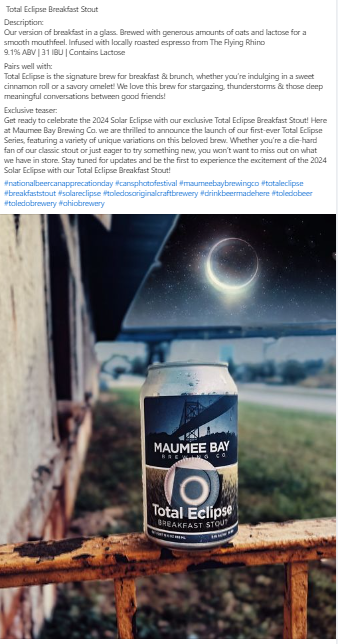 Total Eclipse Breakfast Stout
Description:
Our version of breakfast in a glass. Brewed with generous amounts of oats and lactose for a
smooth mouthfeel. Infused with locally roasted espresso from The Flying Rhino
9.1% ABV | 31 IBU | Contains Lactose
Pairs well with:
Total Eclipse is the signature brew for breakfast & brunch, whether you're indulging in a sweet
cinnamon roll or a savory omelet! We love this brew for stargazing, thunderstorms & those deep
meaningful conversations between good friends!
Exclusive teaser:
Get ready to celebrate the 2024 Solar Eclipse with our exclusive Total Eclipse Breakfast Stout! Here
at Maumee Bay Brewing Co. we are thrilled to announce the launch of our first-ever Total Eclipse
Series, featuring a variety of unique variations on this beloved brew. Whether you're a die-hard
fan of our classic stout or just eager to try something new, you won't want to miss out on what
we have in store. Stay tuned for updates and be the first to experience the excitement of the 2024
Solar Eclipse with our Total Eclipse Breakfast Stout!
#nationalbeercanapprecationday #cansphotofestival #maumeebaybrewingco #totaleclipse
#breakfaststout #solareclipse #toledosoriginalcraftbrewery #drinkbeermadehere #toledobeer
#toledobrewery #ohiobrewery
MAUMEE BAY
BREWING CO.
Total Eclipse
BREAKFAST STOUT